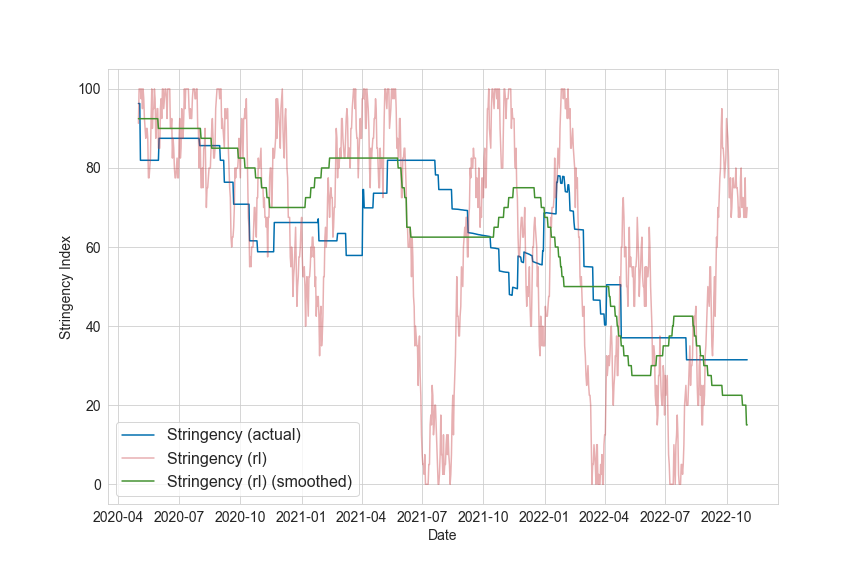 100
80
60
40
20
0
Stringency Index
Stringency (actual)
Stringency (rl)
Stringency (rl) (smoothed)
2020-04 2020-07 2020-10 2021-01 2021-04 2021-07 2021-10 2022-01 2022-04 2022-07 2022-10
Date